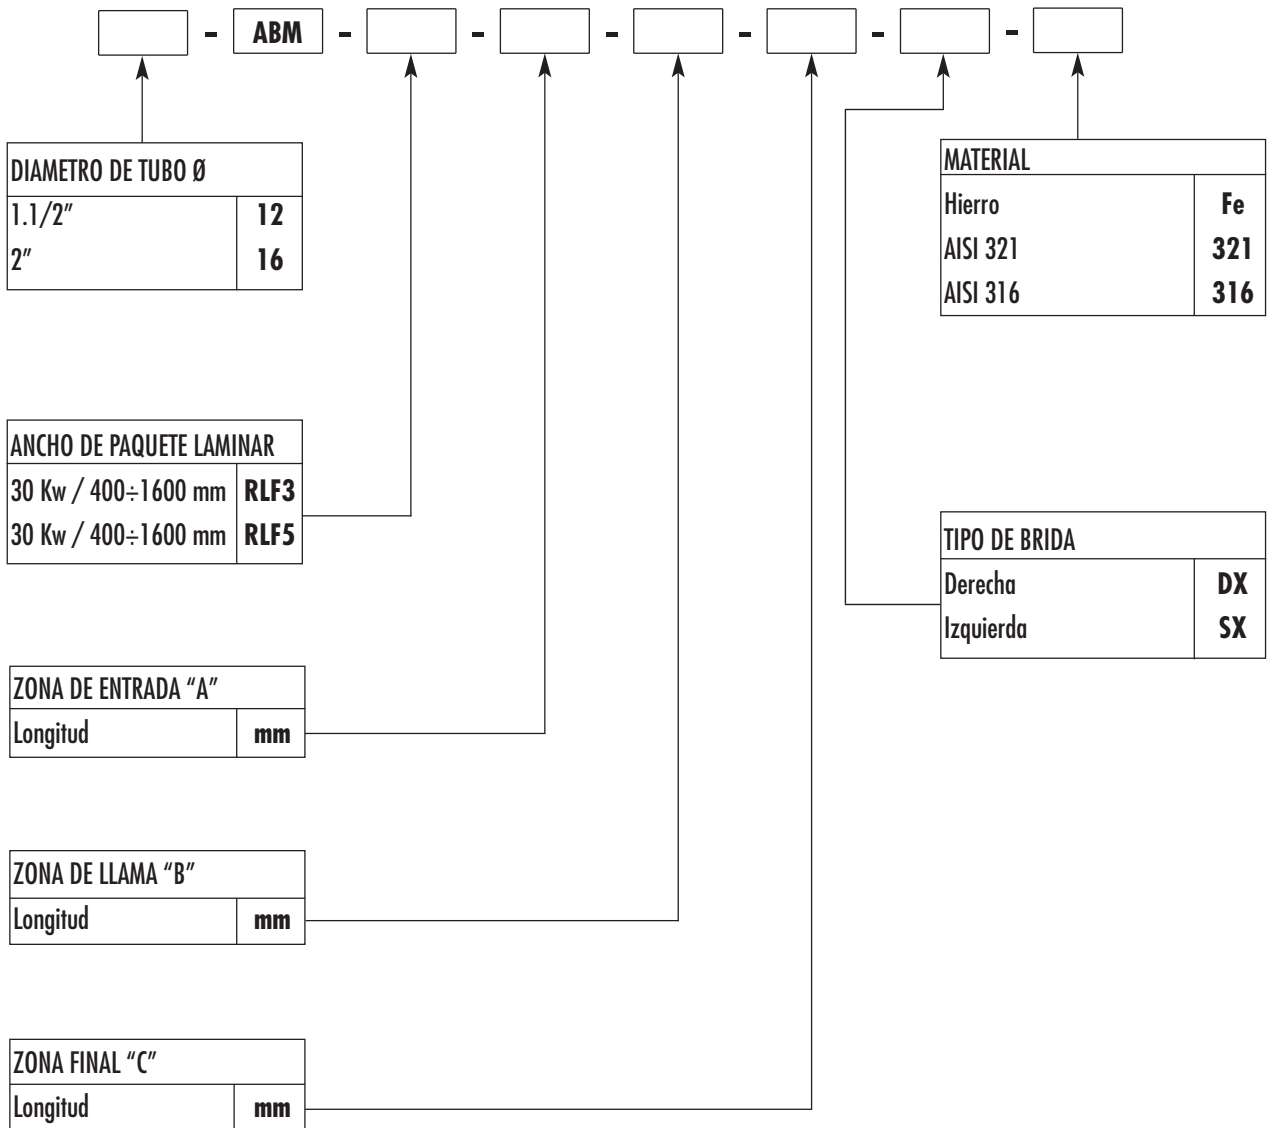 - ABM - - - - - -
DIAMETRO DE TUBO Ø
1.1/2" 12
2" 16
MATERIAL
Hierro Fe
AISI 321 321
AISI 316 316
ANCHO DE PAQUETE LAMINAR
30 Kw / 400÷1600 mm RLF3
30 Kw / 400÷1600 mm RLF5
TIPO DE BRIDA
Derecha DX
Izquierda SX
ZONA DE ENTRADA “A”
Longitud mm
ZONA DE LLAMA “B”
Longitud mm
ZONA FINAL “C”
Longitud mm